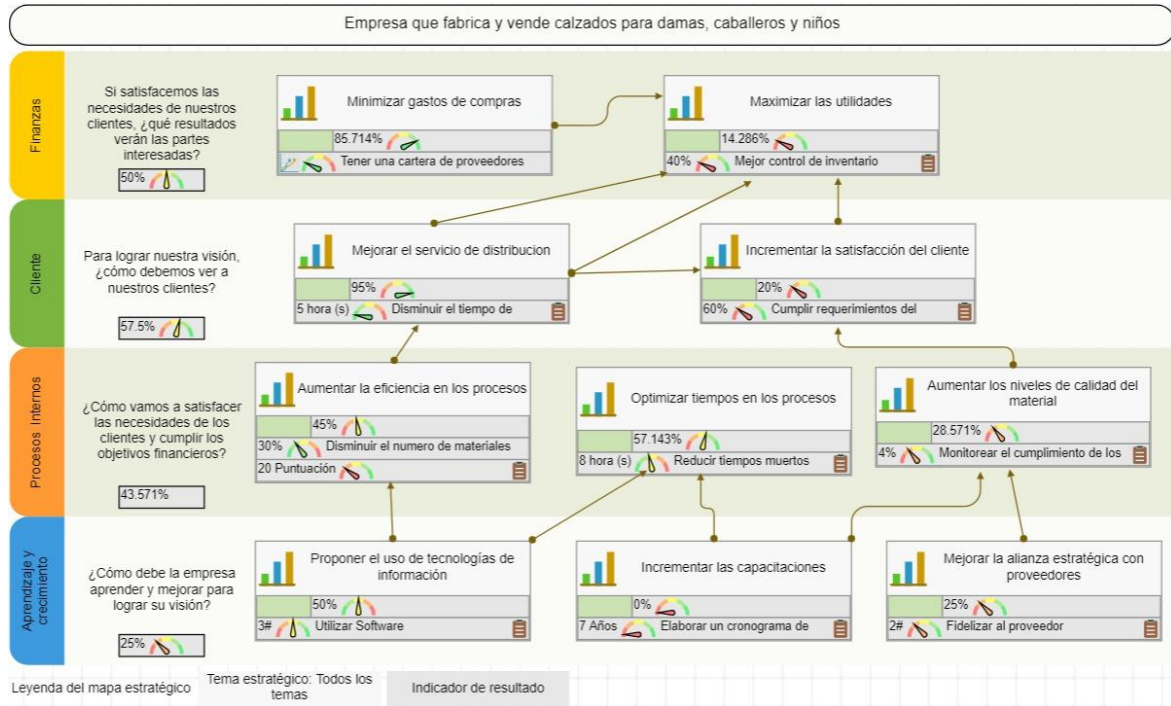 Empresa que fabrica y vende calzados para damas, caballeros y niños
Finanzas
Si satisfacemos las
necesidades de nuestros
clientes, ¿qué resultados
verán las partes
interesadas?
50%
Minimizar gastos de compras
85.714%
Tener una cartera de proveedores
Maximizar las utilidades
14.286%
40% Mejor control de inventario
Cliente
Para lograr nuestra visión,
¿cómo debemos ver a
nuestros clientes?
57.5%
Mejorar el servicio de distribucion
95%
5 hora (s) Disminuir el tiempo de
Incrementar la satisfacción del cliente
20%
60% Cumplir requerimientos del
Procesos Internos
¿Cómo vamos a satisfacer
las necesidades de los
clientes y cumplir los
objetivos financieros?
43.571%
Aumentar la eficiencia en los procesos
45%
30% Disminuir el numero de materiales
20 Puntuación
Optimizar tiempos en los procesos
57.143%
8 hora (s) Reducir tiempos muertos
Aumentar los niveles de calidad del
material
28.571%
4% Monitorear el cumplimiento de los
Aprendizaje y
crecimiento
¿Cómo debe la empresa
aprender y mejorar para
lograr su visión?
25%
Proponer el uso de tecnologías de
información
50%
3# Utilizar Software
Incrementar las capacitaciones
0%
7 Años Elaborar un cronograma de
Mejorar la alianza estratégica con
proveedores
25%
2# Fidelizar al proveedor
Leyenda del mapa estratégico
Tema estratégico: Todos los
temas
Indicador de resultado